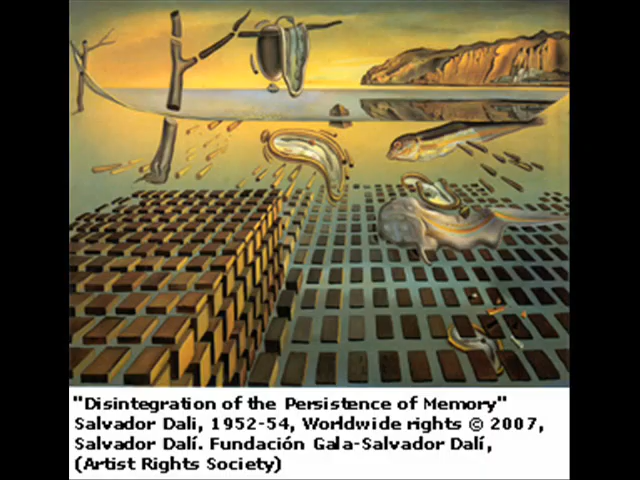 "Disintegration of the Persistence of Memory"
Salvador Dali, 1952-54, Worldwide rights © 2007,
Salvador Dalí. Fundación Gala-Salvador Dalí,
(Artist Rights Society)